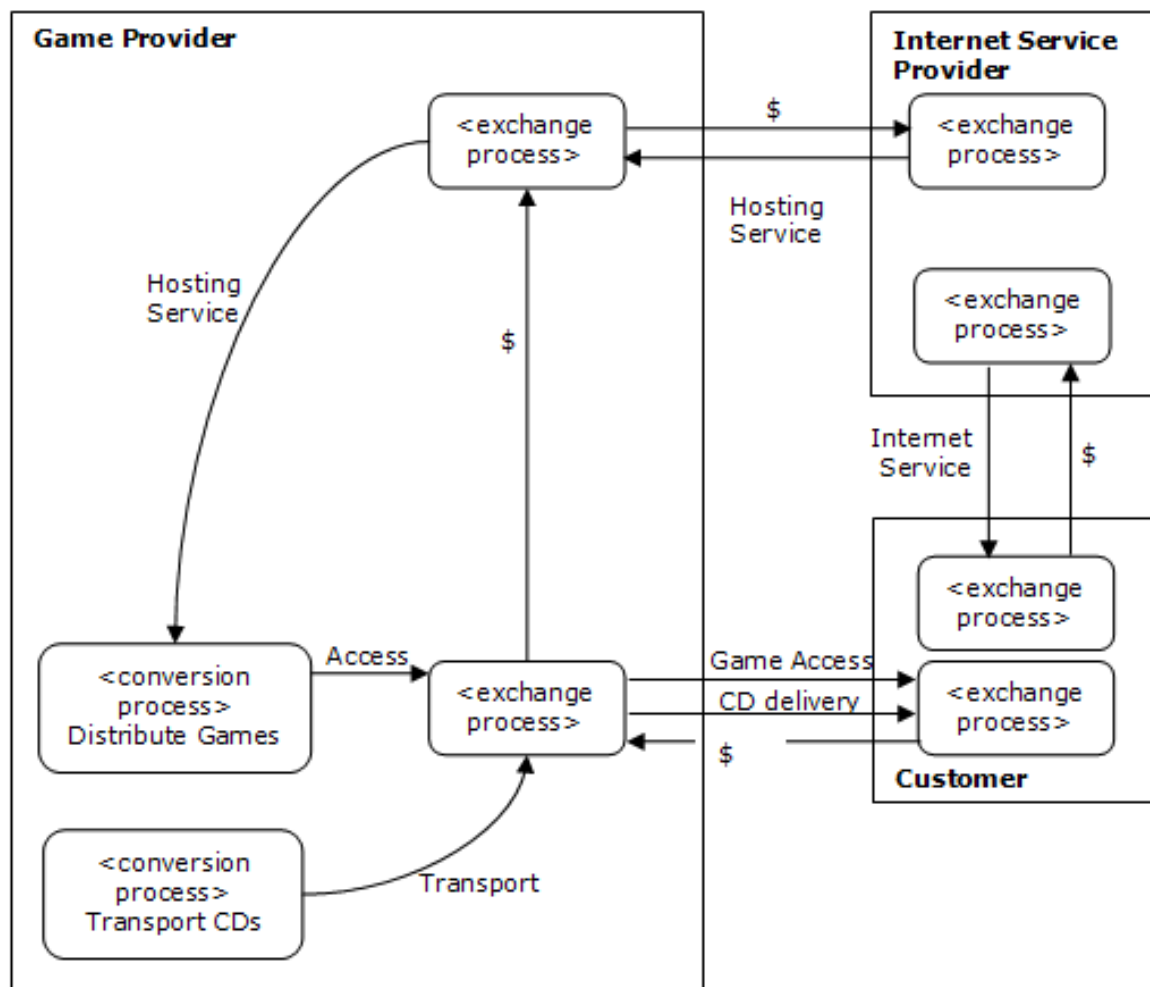 Game Provider
Internet Service
Provider
<exchange
process>
$
<exchange
process>
Hosting
Service
Hosting
Service
$
<exchange
process>
Internet
Service
$
<exchange
process>
<conversion
process>
Distribute Games
Access
<exchange
process>
Game Access
CD delivery
$
<exchange
process>
Customer
<conversion
process>
Transport CDs
Transport